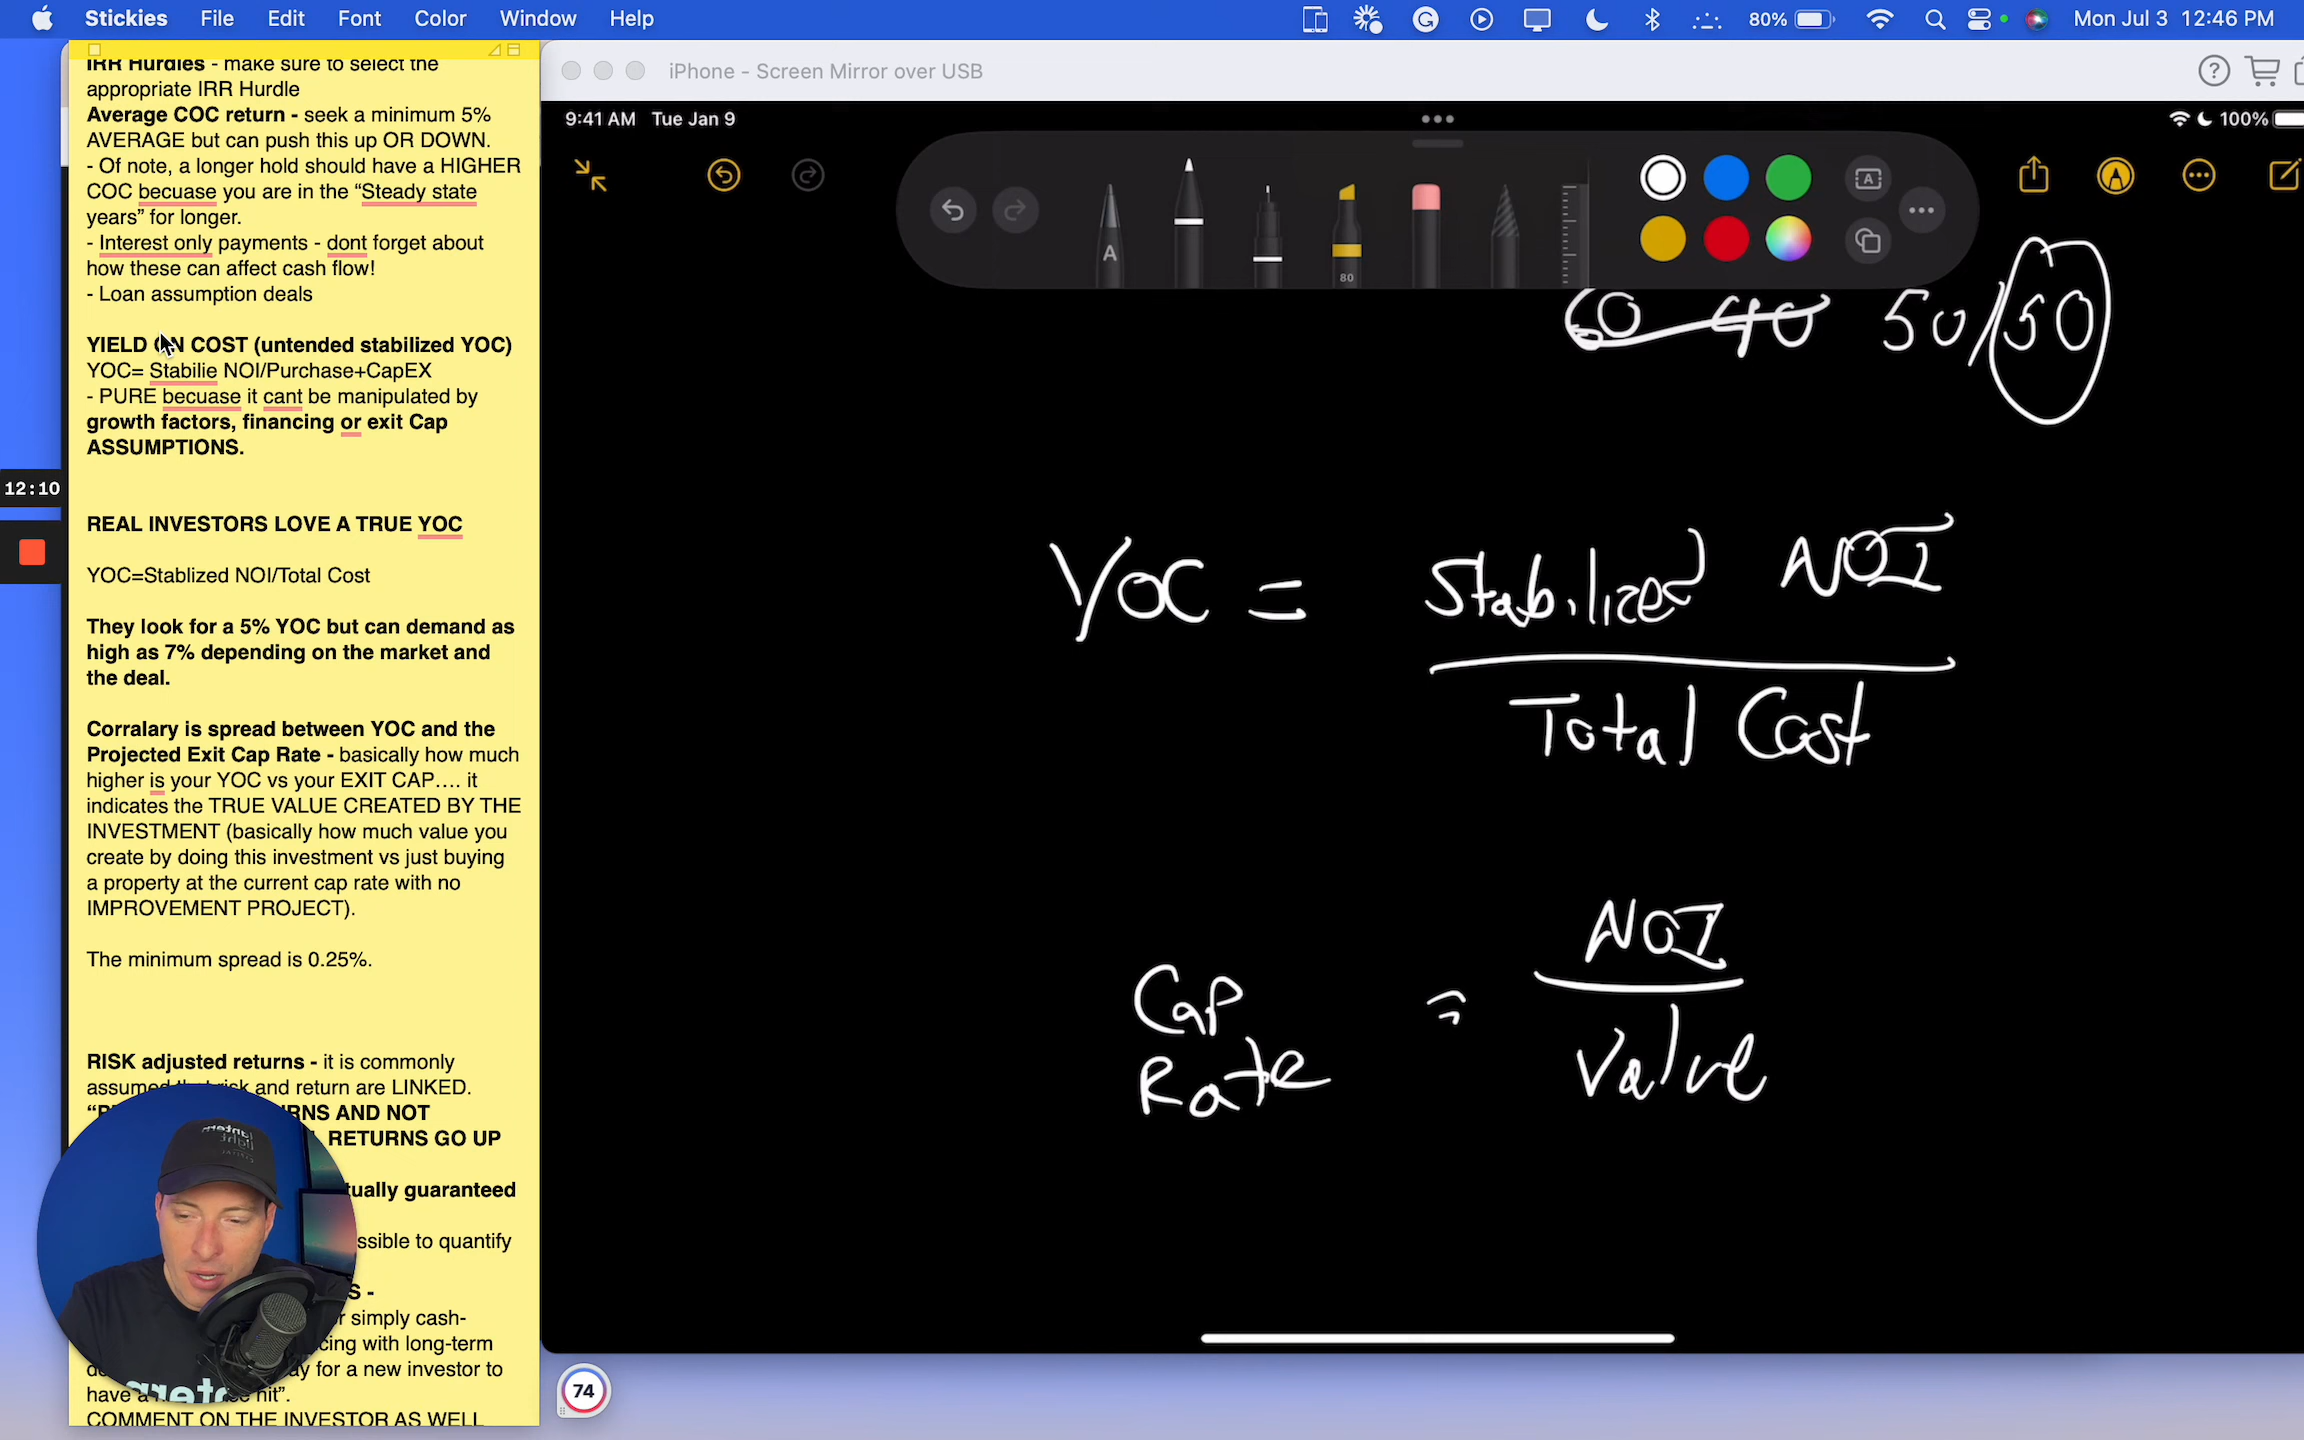 Stickies File Edit Font Color Window Help 80% Mon Jul 3 12:46 PM
IRR Hurdles - make sure to select the
appropriate IRR Hurdle
Average COC return - seek a minimum 5%
AVERAGE but can push this up OR DOWN.
- Of note, a longer hold should have a HIGHER
COC becuase you are in the “Steady state
years” for longer.
- Interest only payments - dont forget about
how these can affect cash flow!
- Loan assumption deals
YIELD ON COST (untended stabilized YOC)
YOC= Stabilie NOI/Purchase+CapEX
- PURE becuase it cant be manipulated by
growth factors, financing or exit Cap
ASSUMPTIONS.
12:10
REAL INVESTORS LOVE A TRUE YOC
YOC=Stablized NOI/Total Cost
They look for a 5% YOC but can demand as
high as 7% depending on the market and
the deal.
Corralary is spread between YOC and the
Projected Exit Cap Rate - basically how much
higher is your YOC vs your EXIT CAP.... it
indicates the TRUE VALUE CREATED BY THE
INVESTMENT (basically how much value you
create by doing this investment vs just buying
a property at the current cap rate with no
IMPROVEMENT PROJECT).
The minimum spread is 0.25%.
RISK adjusted returns - it is commonly
assumed that risk and return are LINKED.
AND NOT
RETURNS GO UP
guaranteed
to quantify
simply cash-
with long-term
for a new investor to
have a hit”.
COMMENT ON THE INVESTOR AS WELL
iPhone - Screen Mirror over USB
9:41 AM Tue Jan 9 100%
A 80 A
60 40 50/50
YOC = Stabilized NOI
Total Cost
Cap Rate = NOI
Value
74